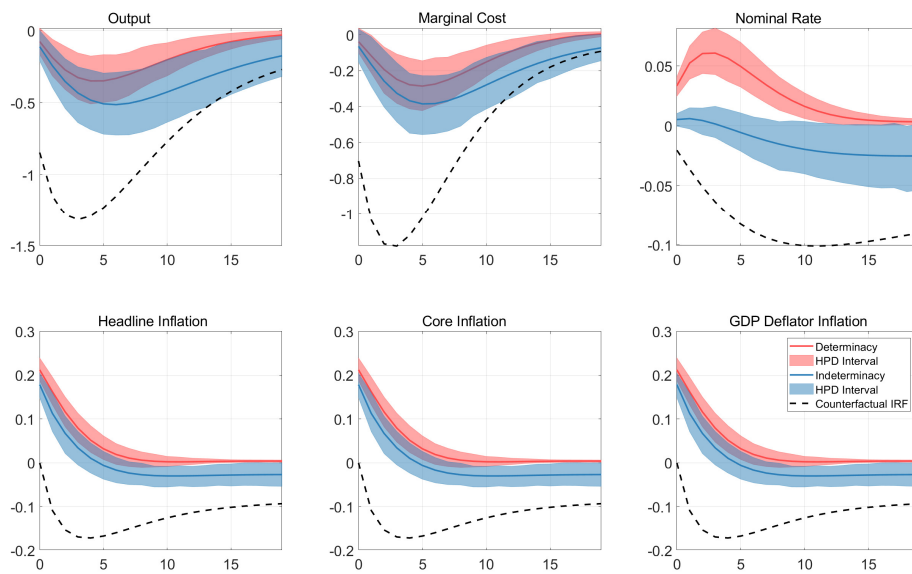 Output
Marginal Cost
Nominal Rate
0
-0.5
-1
-1.5
0 5 10 15
0
-0.2
-0.4
-0.6
-0.8
-1
0 5 10 15
0.05
0
-0.05
-0.1
0 5 10 15
Headline Inflation
Core Inflation
GDP Deflator Inflation
0.3
0.2
0.1
0
-0.1
-0.2
0 5 10 15
0.3
0.2
0.1
0
-0.1
-0.2
0 5 10 15
0.3
0.2
0.1
0
-0.1
-0.2
0 5 10 15
Determinacy
HPD Interval
Indeterminacy
HPD Interval
Counterfactual IRF